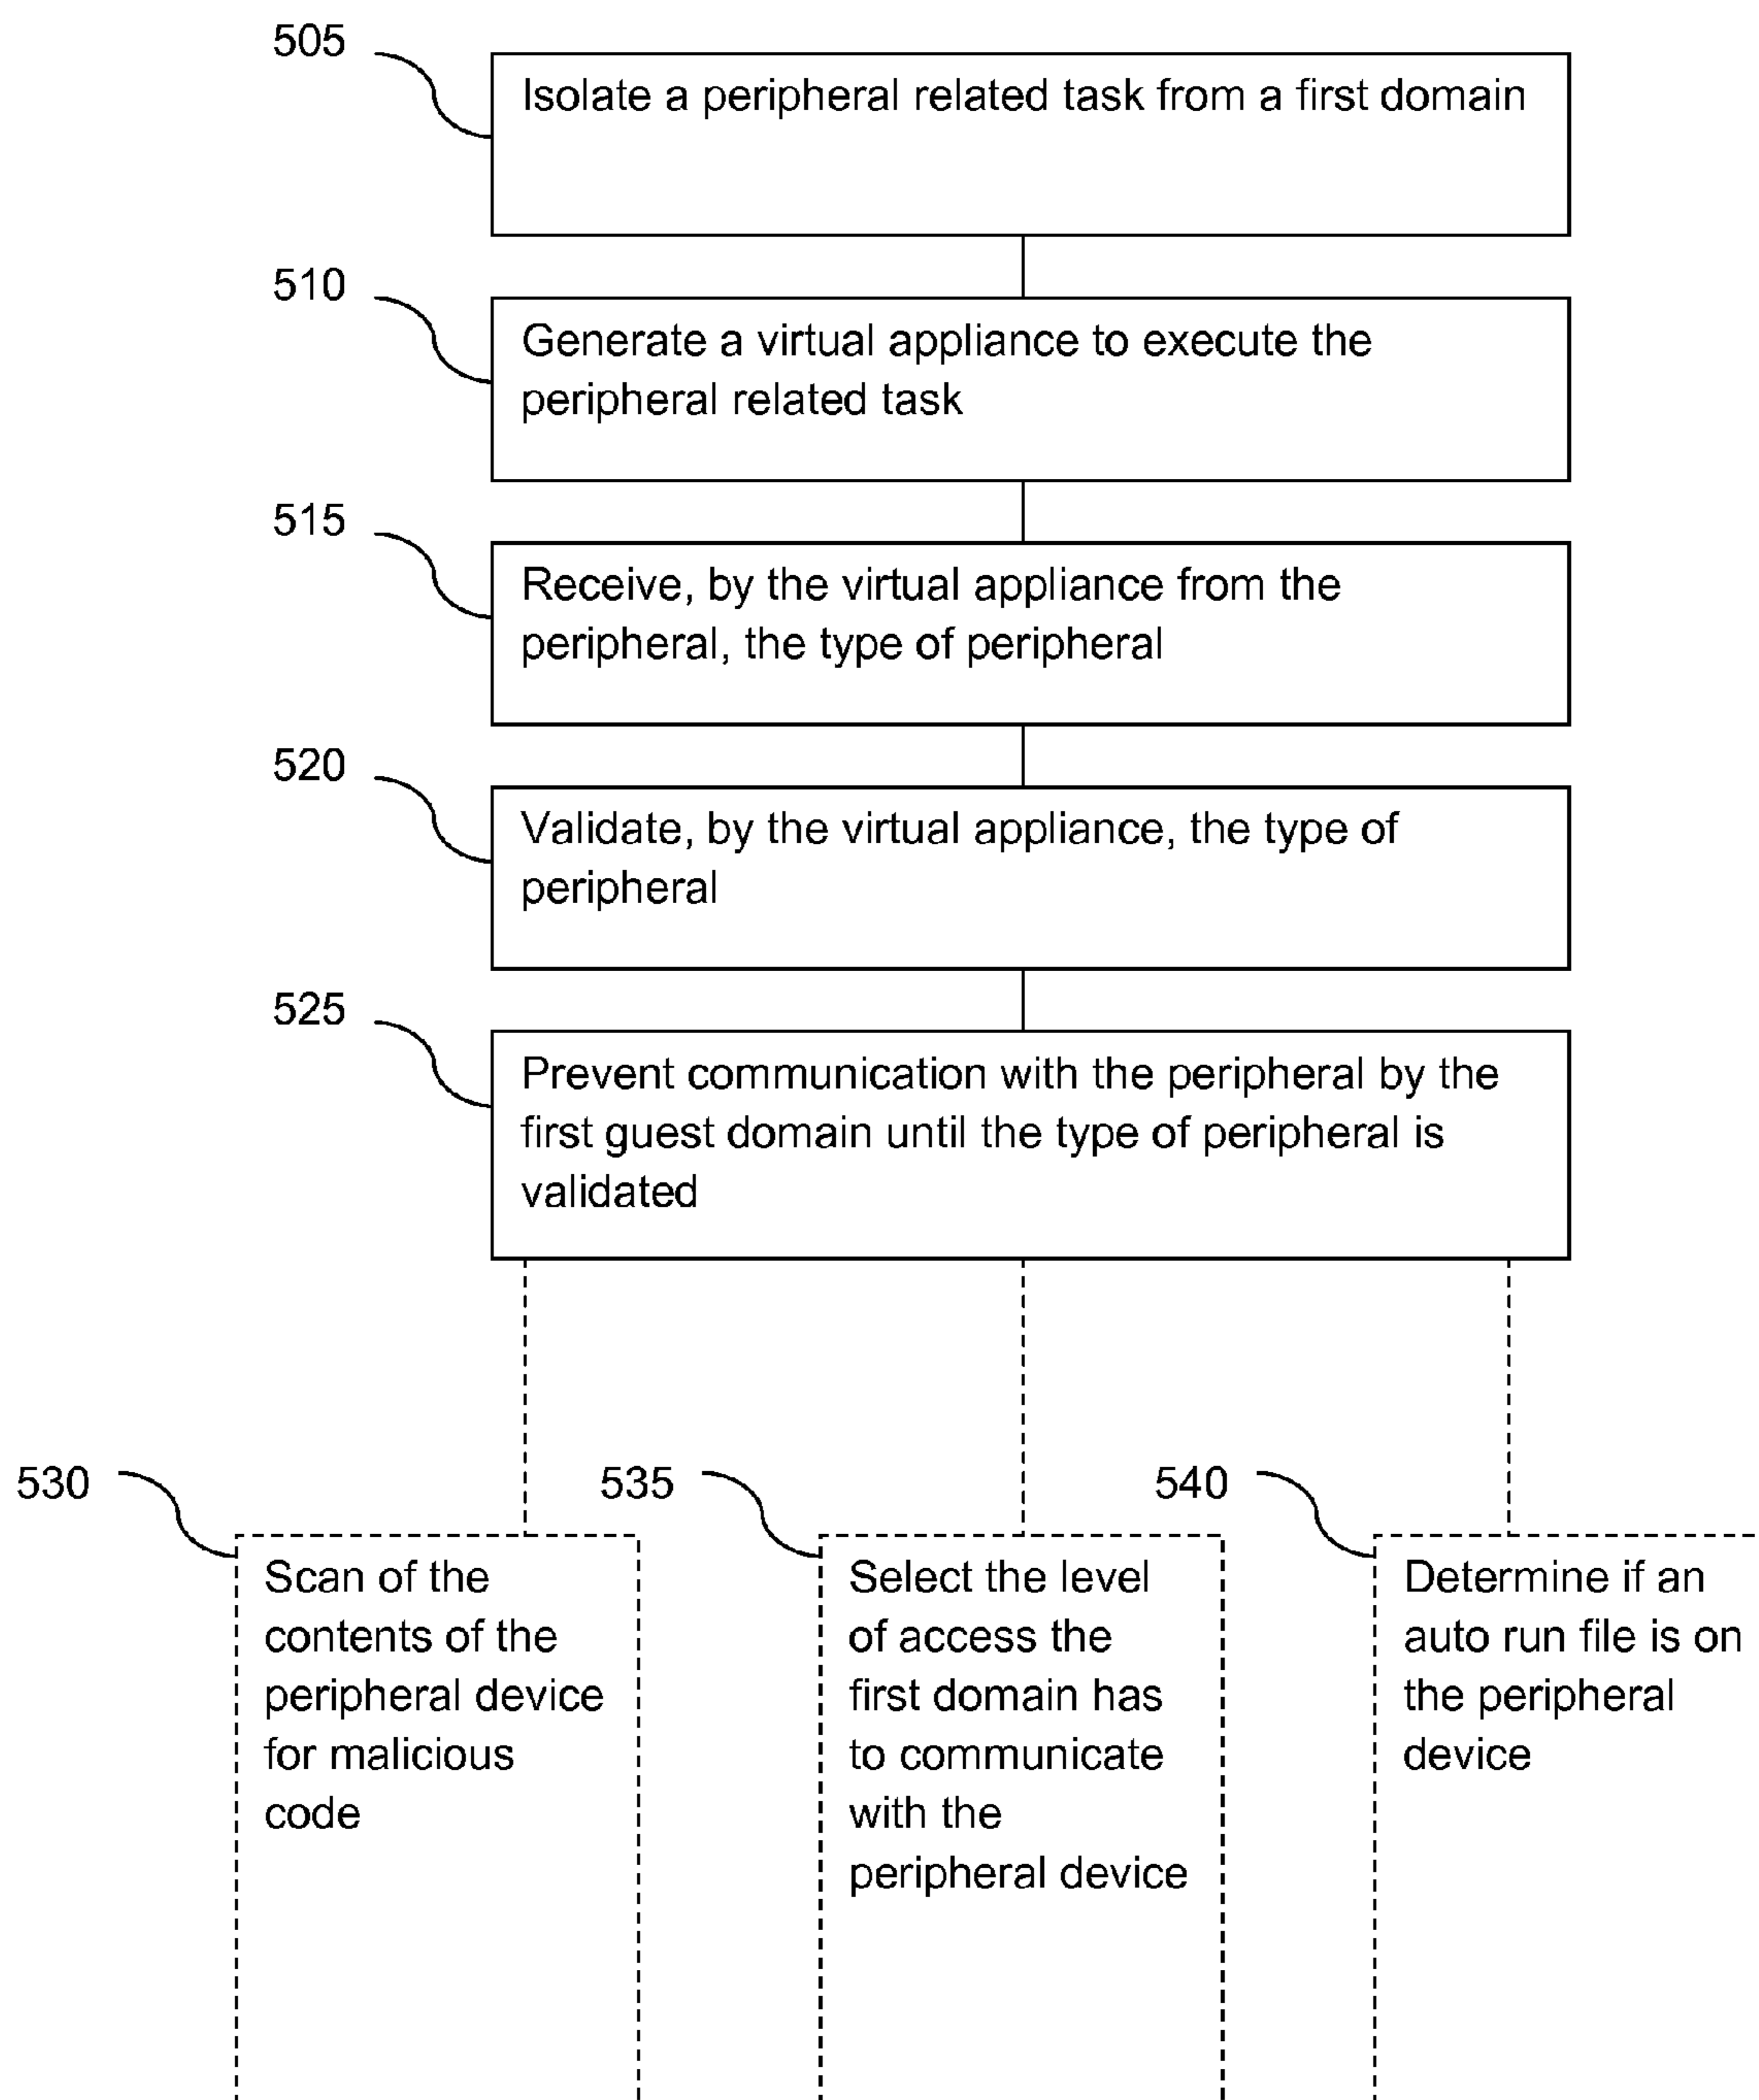 505
Isolate a peripheral related task from a first domain
510
Generate a virtual appliance to execute the
peripheral related task
515
Receive, by the virtual appliance from the
peripheral, the type of peripheral
520
Validate, by the virtual appliance, the type of
peripheral
525
Prevent communication with the peripheral by the
first guest domain until the type of peripheral is
validated
530
Scan of the
contents of the
peripheral device
for malicious
code
535
Select the level
of access the
first domain has
to communicate
with the
peripheral device
540
Determine if an
auto run file is on
the peripheral
device